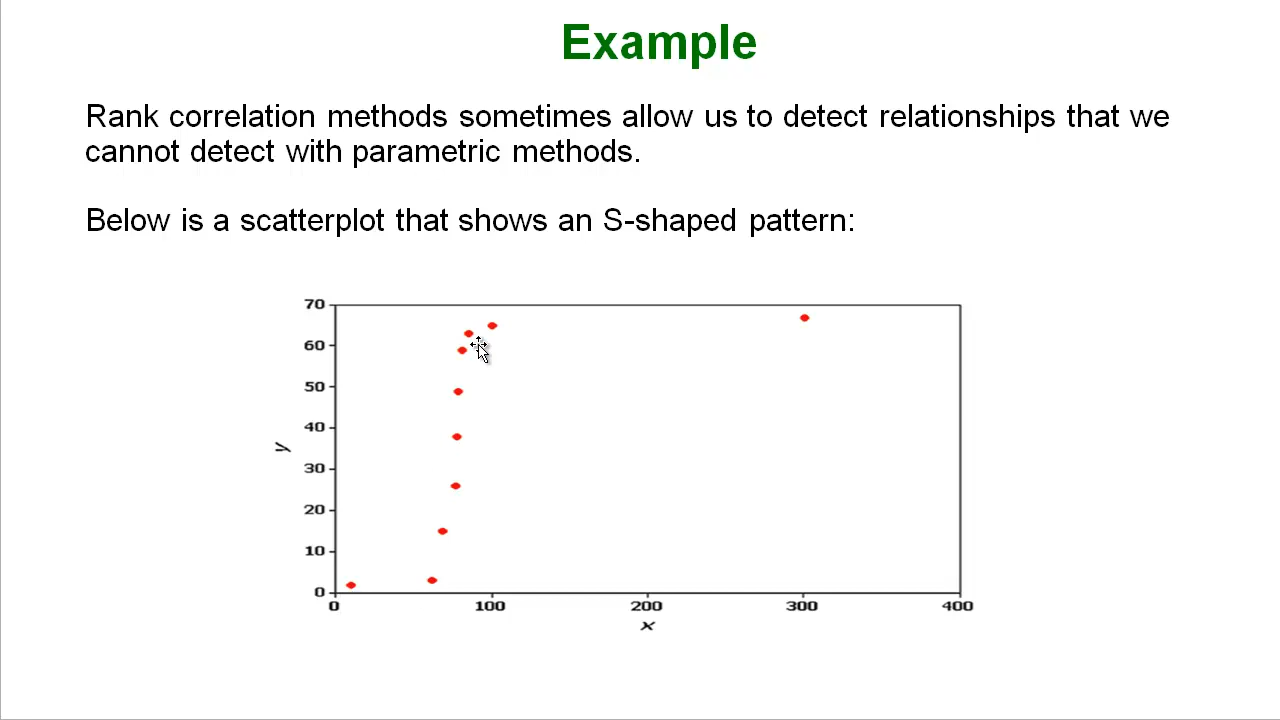 Example
Rank correlation methods sometimes allow us to detect relationships that we
cannot detect with parametric methods.
Below is a scatterplot that shows an S-shaped pattern:
70
60
50
40
30
20
10
0
y
0 100 200 300 400
x